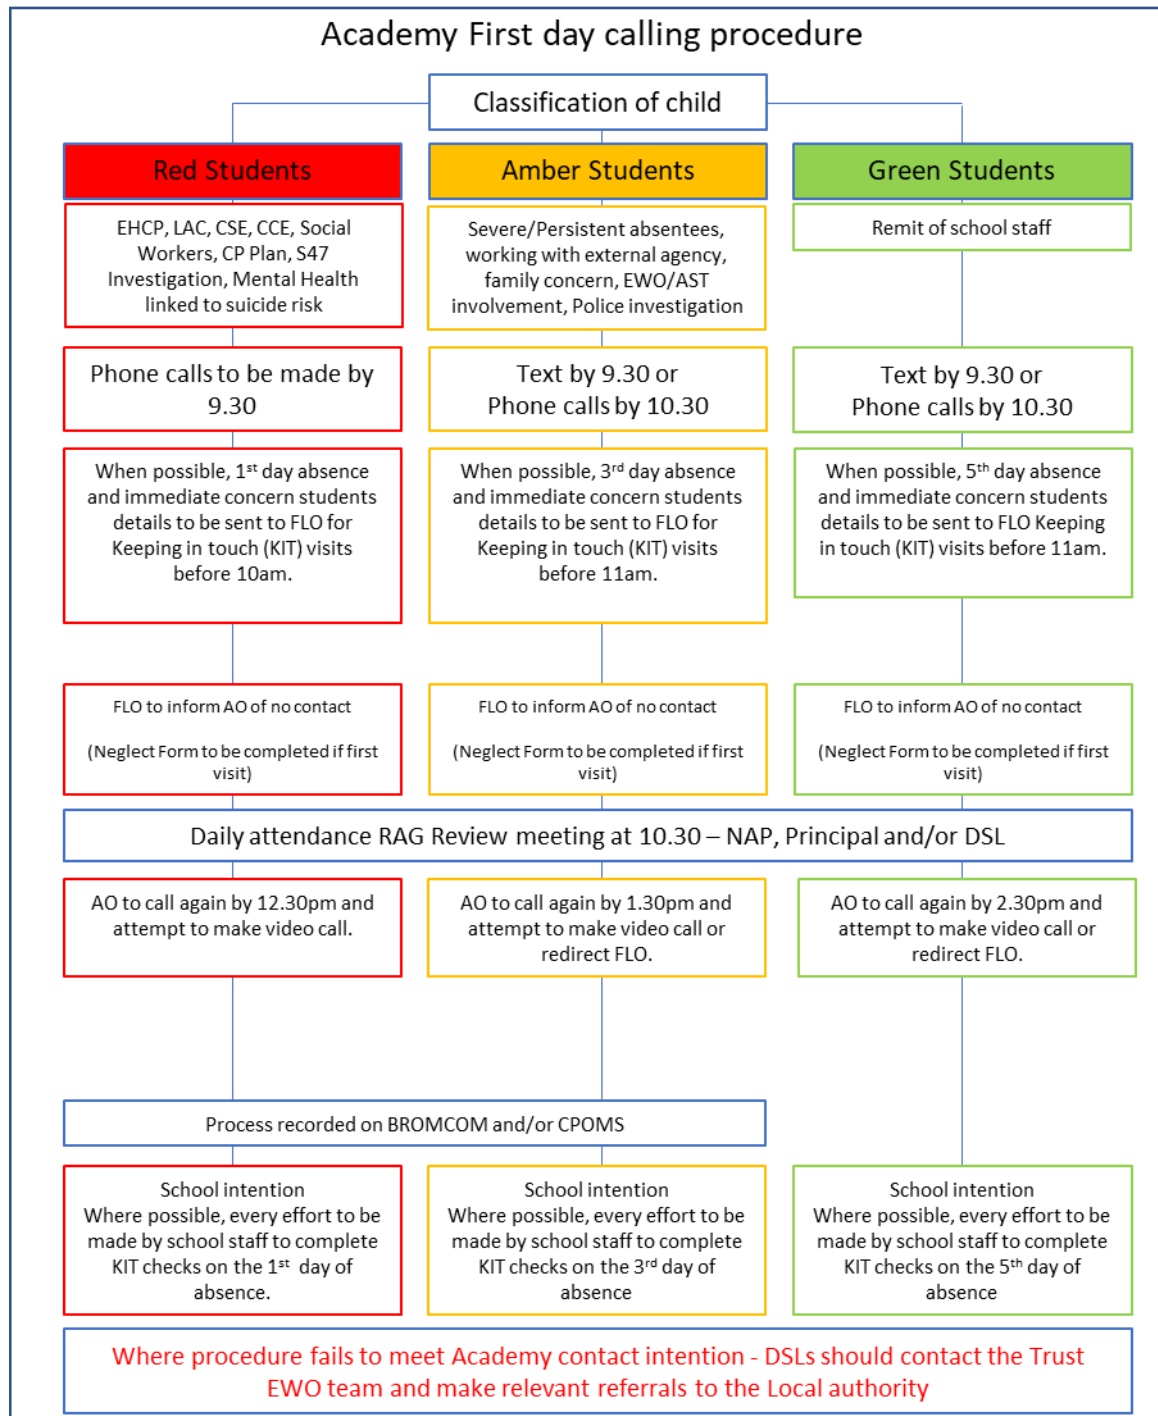 Academy First day calling procedure
Classification of child
Red Students
Amber Students
Green Students
EHCP, LAC, CSE, CCE, Social
Workers, CP Plan, S47
Investigation, Mental Health
linked to suicide risk
Severe/Persistent absentees,
working with external agency,
family concern, EWO/AST
involvement, Police investigation
Remit of school staff
Phone calls to be made by
9.30
Text by 9.30 or
Phone calls by 10.30
Text by 9.30 or
Phone calls by 10.30
When possible, 1st day absence
and immediate concern students
details to be sent to FLO for
Keeping in touch (KIT) visits
before 10am.
When possible, 3rd day absence
and immediate concern students
details to be sent to FLO for
Keeping in touch (KIT) visits
before 11am.
When possible, 5th day absence
and immediate concern students
details to be sent to FLO Keeping
in touch (KIT) visits before 11am.
FLO to inform AO of no contact
(Neglect Form to be completed if first
visit)
FLO to inform AO of no contact
(Neglect Form to be completed if first
visit)
FLO to inform AO of no contact
(Neglect Form to be completed if first
visit)
Daily attendance RAG Review meeting at 10.30 – NAP, Principal and/or DSL
AO to call again by 12.30pm and
attempt to make video call.
AO to call again by 1.30pm and
attempt to make video call or
redirect FLO.
AO to call again by 2.30pm and
attempt to make video call or
redirect FLO.
Process recorded on BROMCOM and/or CPOMS
School intention
Where possible, every effort to be
made by school staff to complete
KIT checks on the 1st day of
absence.
School intention
Where possible, every effort to be
made by school staff to complete
KIT checks on the 3rd day of
absence
School intention
Where possible, every effort to be
made by school staff to complete
KIT checks on the 5th day of
absence
Where procedure fails to meet Academy contact intention - DSLs should contact the Trust
EWO team and make relevant referrals to the Local authority